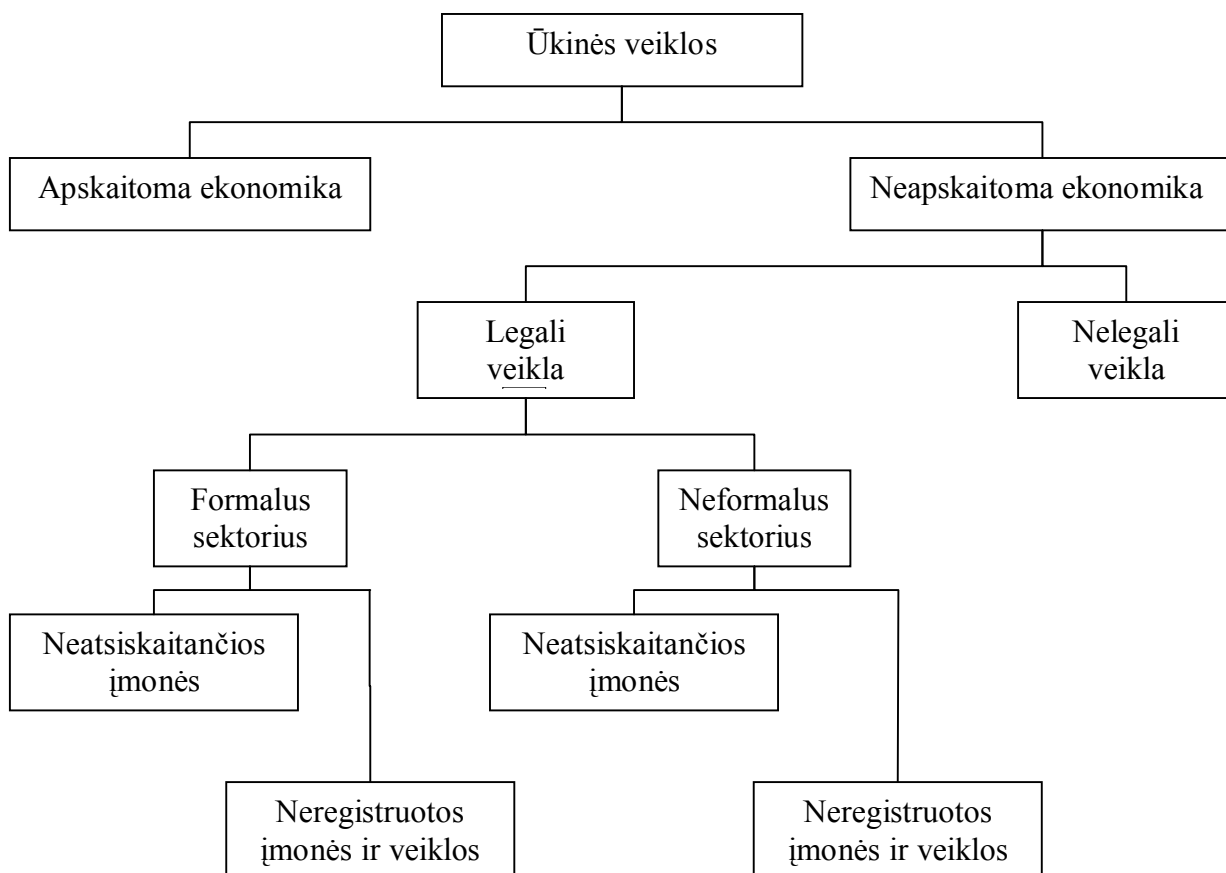 Ūkinės veiklos
Apskaitoma ekonomika
Neapskaitoma ekonomika
Legali
veikla
Nelegali
veikla
Formalus
sektorius
Neformalus
sektorius
Neatsiskaitančios
įmonės
Neatsiskaitančios
įmonės
Neregistruotos
įmonės ir veiklos
Neregistruotos
įmonės ir veiklos